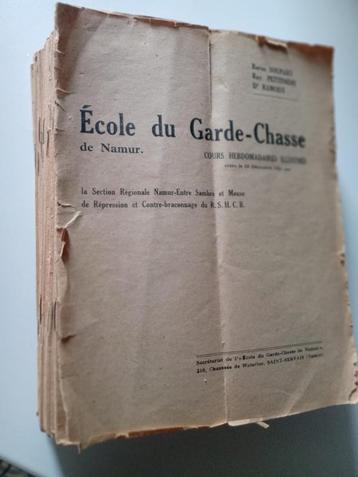 Baron
Ray
Dr
École du Garde-Chasse
de Namur.
COURS HEBDOMADAIRES ILLUSTRÉS
la Section Régionale Namur-Entre Sambre et Meuse
de Répression et Contre-braconnage du R. S. H. C. B.
Secrétariat de l'«École du Garde-Chasse de Namur»,
Chaussée de Waterloo, SAINT-SERVAIS (Namur)